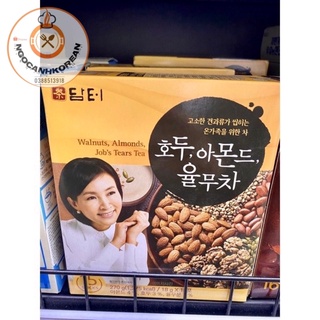 NGOCANHKOREAN
0388513918
담터
고소한 견과류가 씹히는
온가족을 위한 차
Walnuts, Almonds,
Job's Tears Tea
호두, 아몬드,
율무차